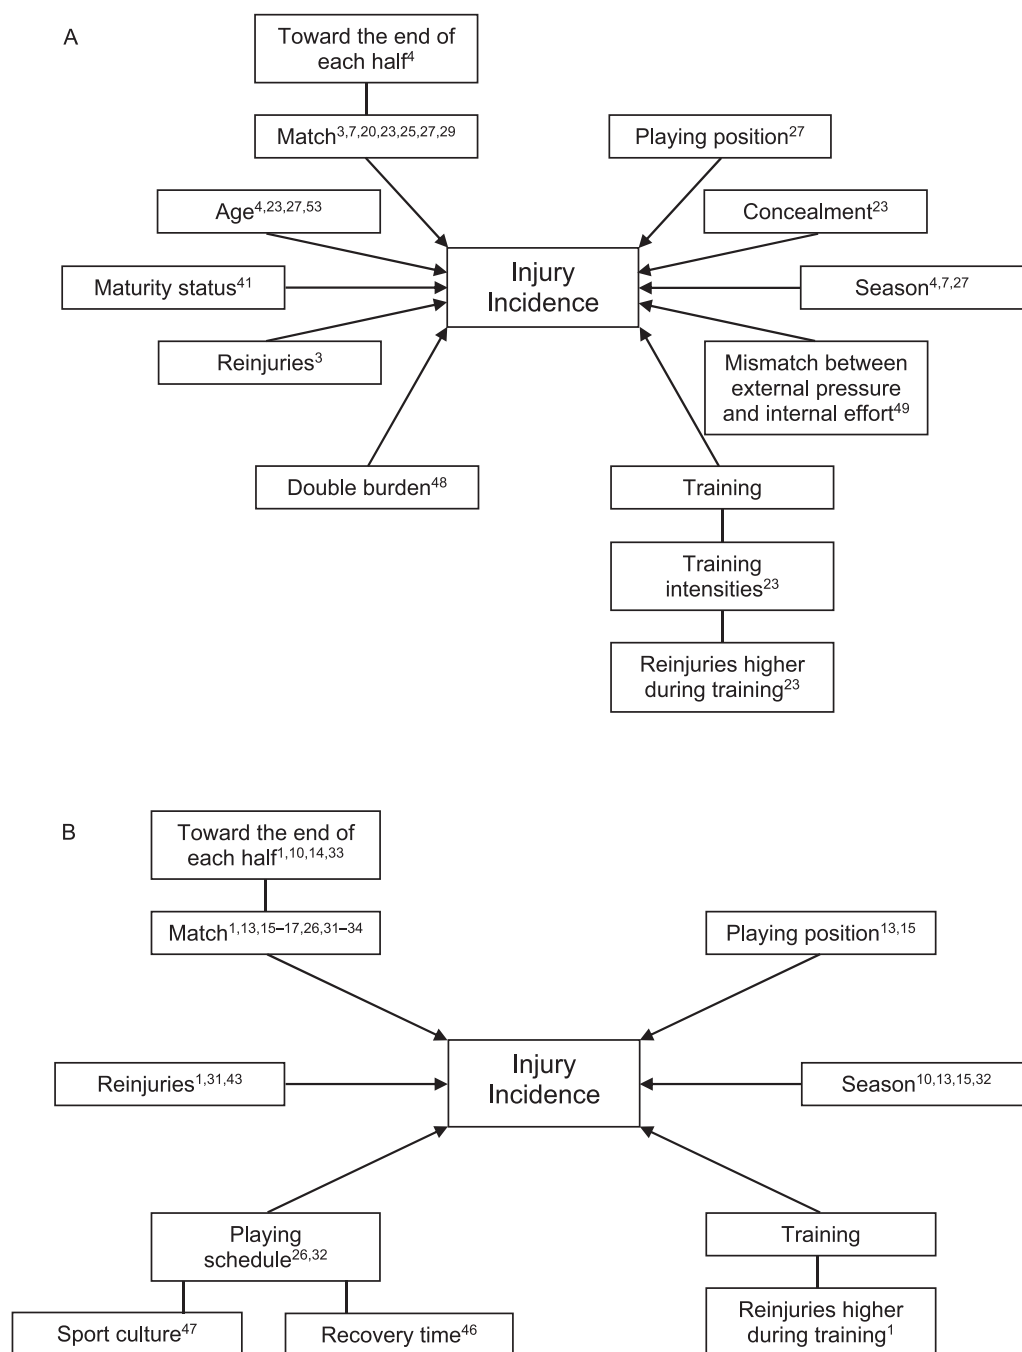 A
Toward the end of
each half4
Match3,7,20,23,25,27,29
Playing position27
Age4,23,27,53
Concealment23
Injury
Incidence
Maturity status41
Season4,7,27
Reinjuries3
Mismatch between
external pressure
and internal effort49
Double burden48
Training
Training
intensities23
Reinjuries higher
during training23
B
Toward the end of
each half1,10,14,33
Match1,13,15–17,26,31–34
Playing position13,15
Injury
Incidence
Reinjuries1,31,43
Season10,13,15,32
Playing
schedule26,32
Training
Sport culture47
Recovery time46
Reinjuries higher
during training1